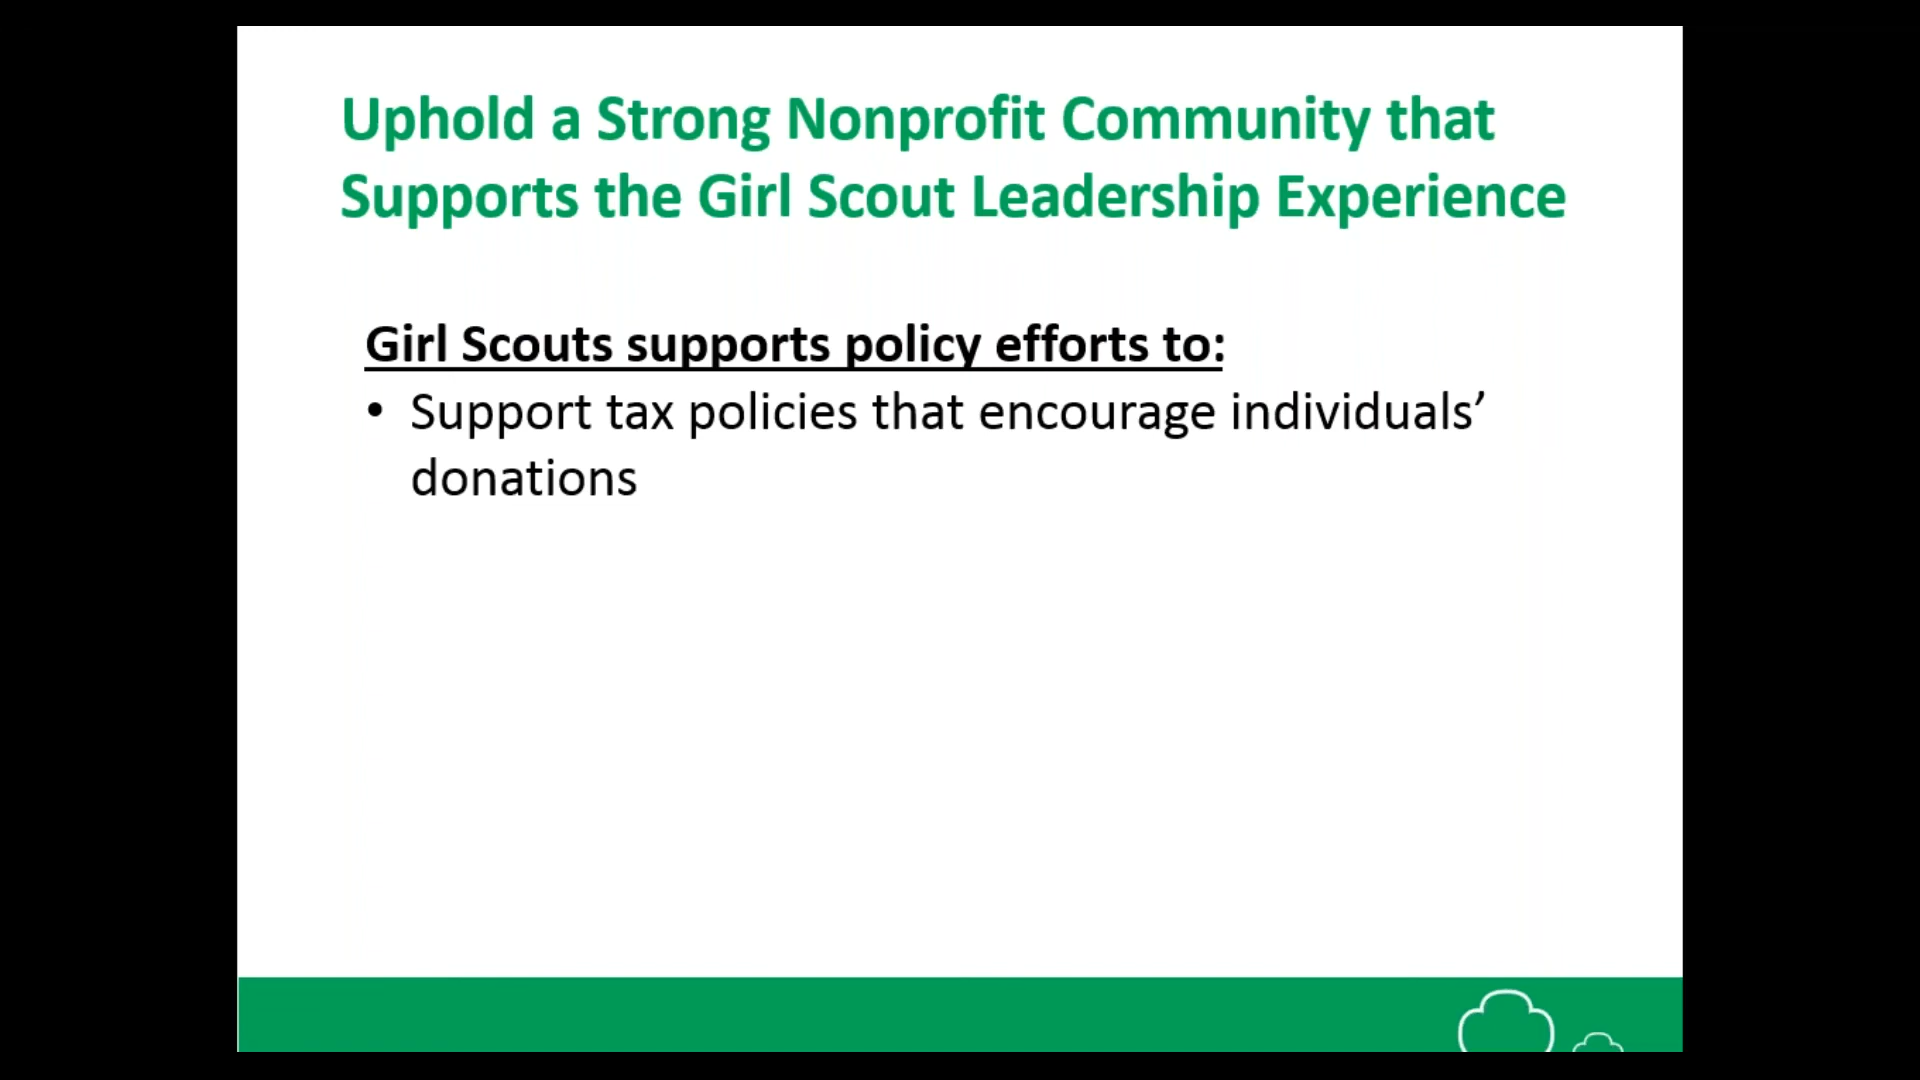 Uphold a Strong Nonprofit Community that
Supports the Girl Scout Leadership Experience
Girl Scouts supports policy efforts to:
• Support tax policies that encourage individuals’
donations